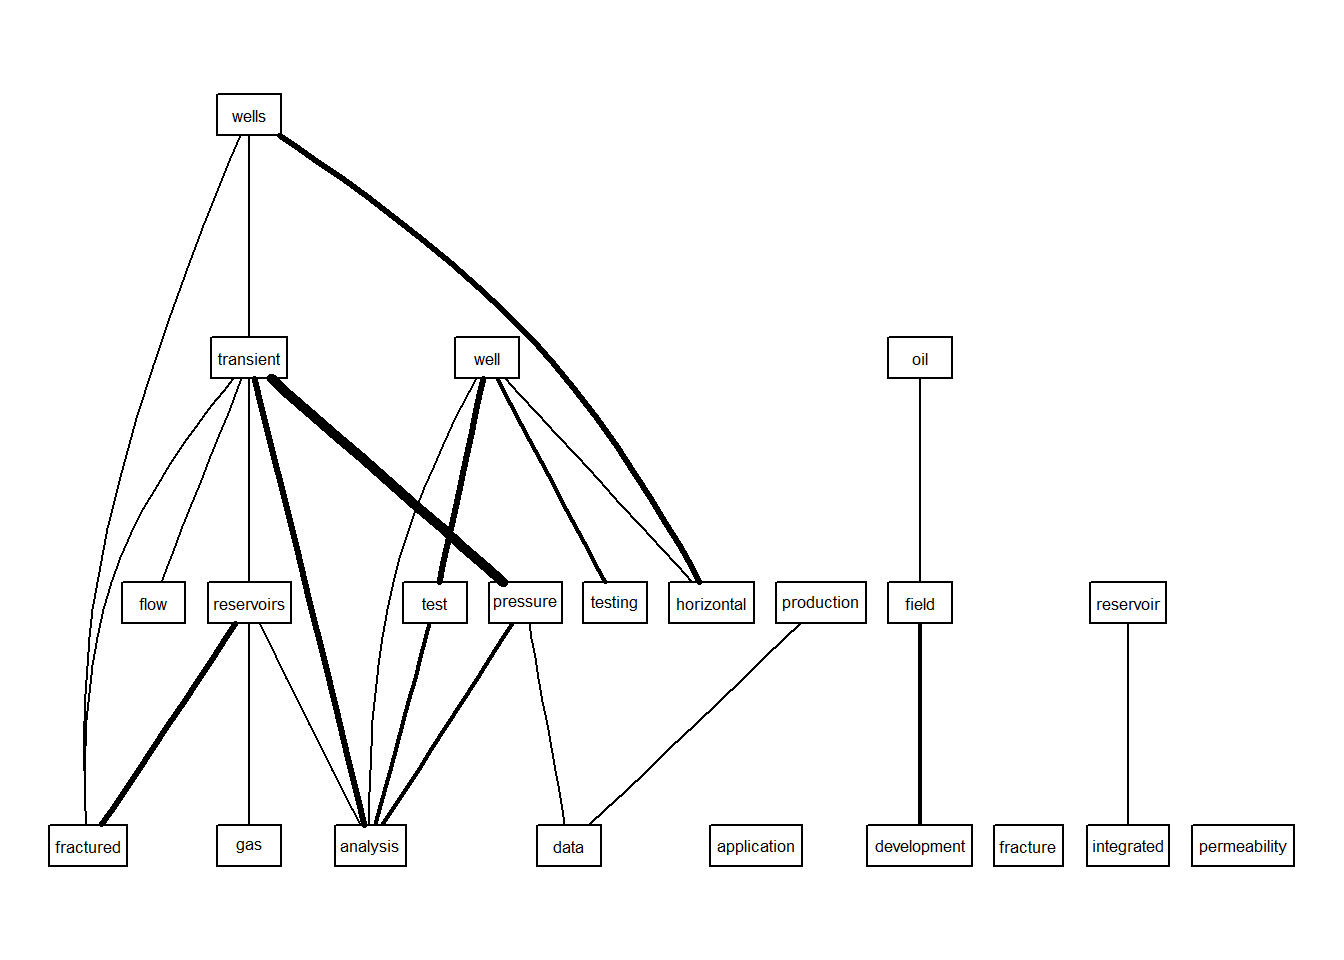 wells
transient
well
oil
flow
reservoirs
test
pressure
testing
horizontal
production
field
reservoir
fractured
gas
analysis
data
application
development
fracture
integrated
permeability